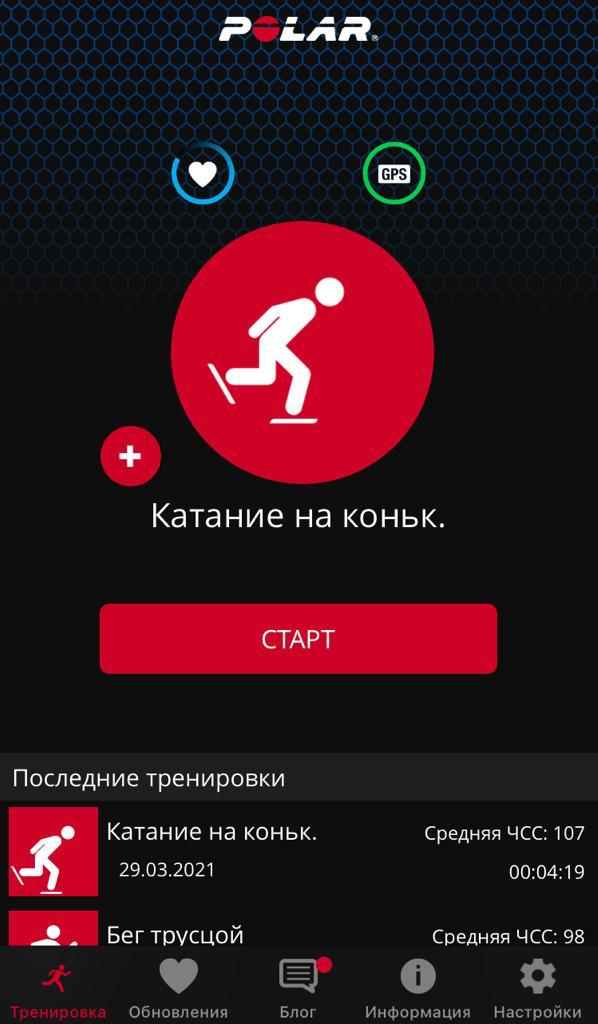 POLAR®
GPS
Катание на коньк.
СТАРТ
Последние тренировки
Катание на коньк.
Средняя ЧСС: 107
29.03.2021
00:04:19
Бег трусцой
Средняя ЧСС: 98
Тренировка Обновления Блог Информация Настройки